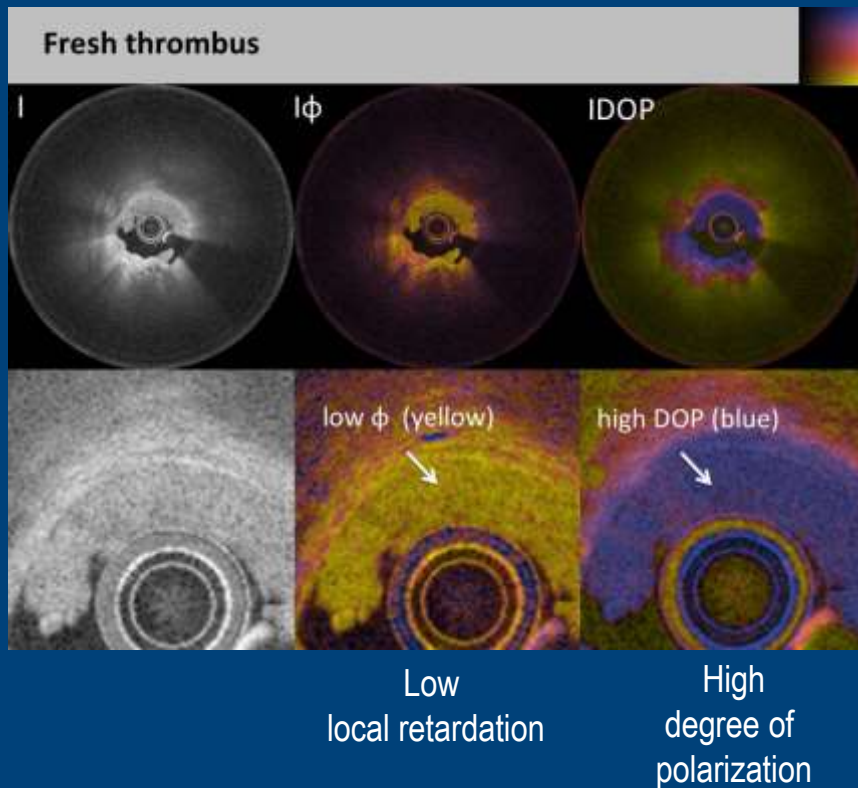 Fresh thrombus
I
Iϕ
IDOP
low ϕ (yellow)
high DOP (blue)
Low
local retardation
High
degree of
polarization